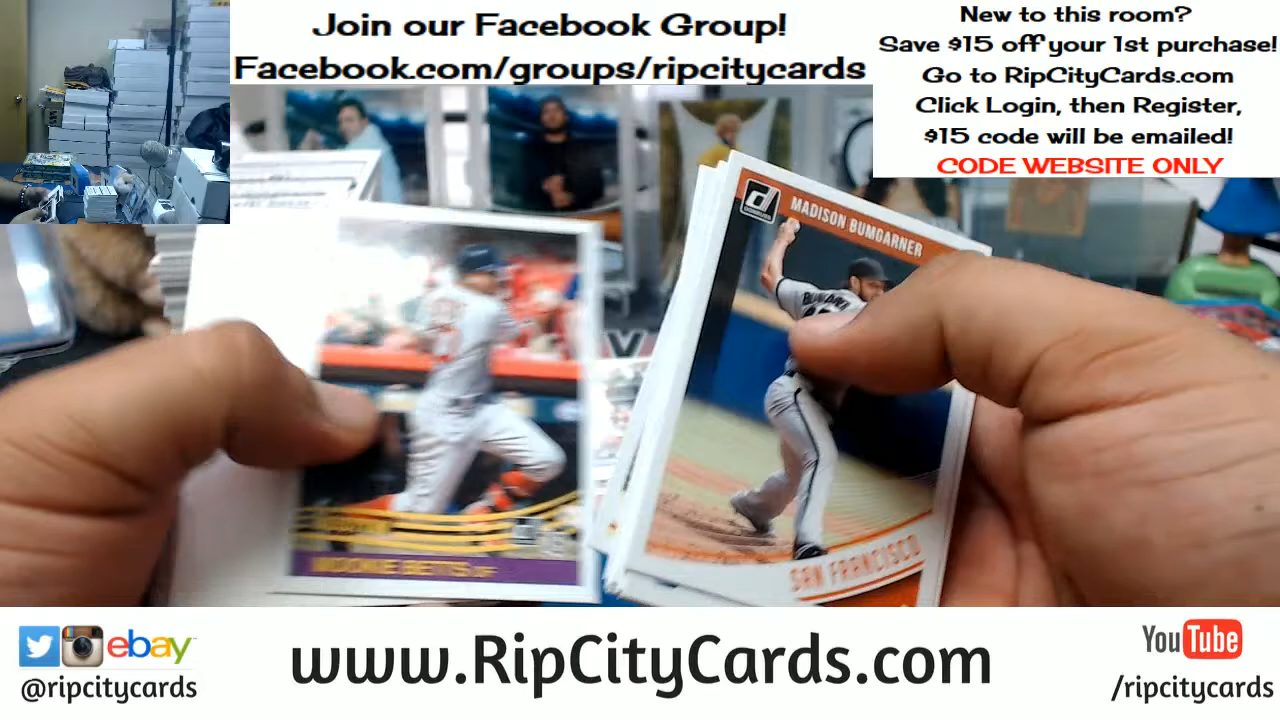 Join our Facebook Group!
Facebook.com/groups/ripcitycards
New to this room?
Save $15 off your 1st purchase!
Go to RipCityCards.com
Click Login, then Register,
$15 code will be emailed!
CODE WEBSITE ONLY
MADISON BUMGARNER
SAN FRANCISCO
MOOKIE BETTS OF
ebay
@ripcitycards
www.RipCityCards.com
YouTube
/ripcitycards